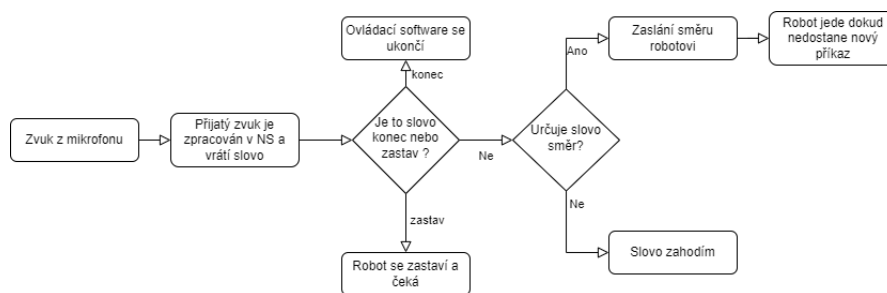 Zvuk z mikrofonu
Přijatý zvuk je
zpracován v NS a
vrátí slovo
Je to slovo
konec nebo
zastav ?
konec
Ovládací software se
ukončí
zastav
Robot se zastaví a
čeká
Ne
Určuje slovo
směr?
Ano
Zaslání směru
robotovi
Robot jede dokud
nedostane nový
příkaz
Ne
Slovo zahodím